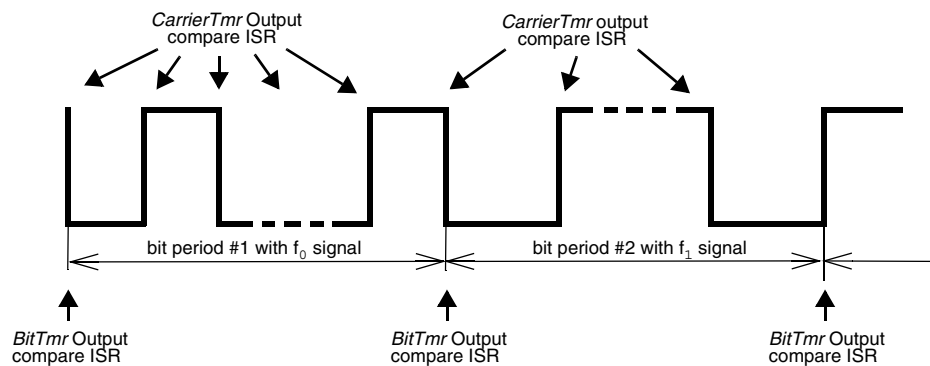 CarrierTmr Output
compare ISR
CarrierTmr output
compare ISR
bit period #1 with f0 signal
bit period #2 with f1 signal
BitTmr Output
compare ISR
BitTmr Output
compare ISR
BitTmr Output
compare ISR